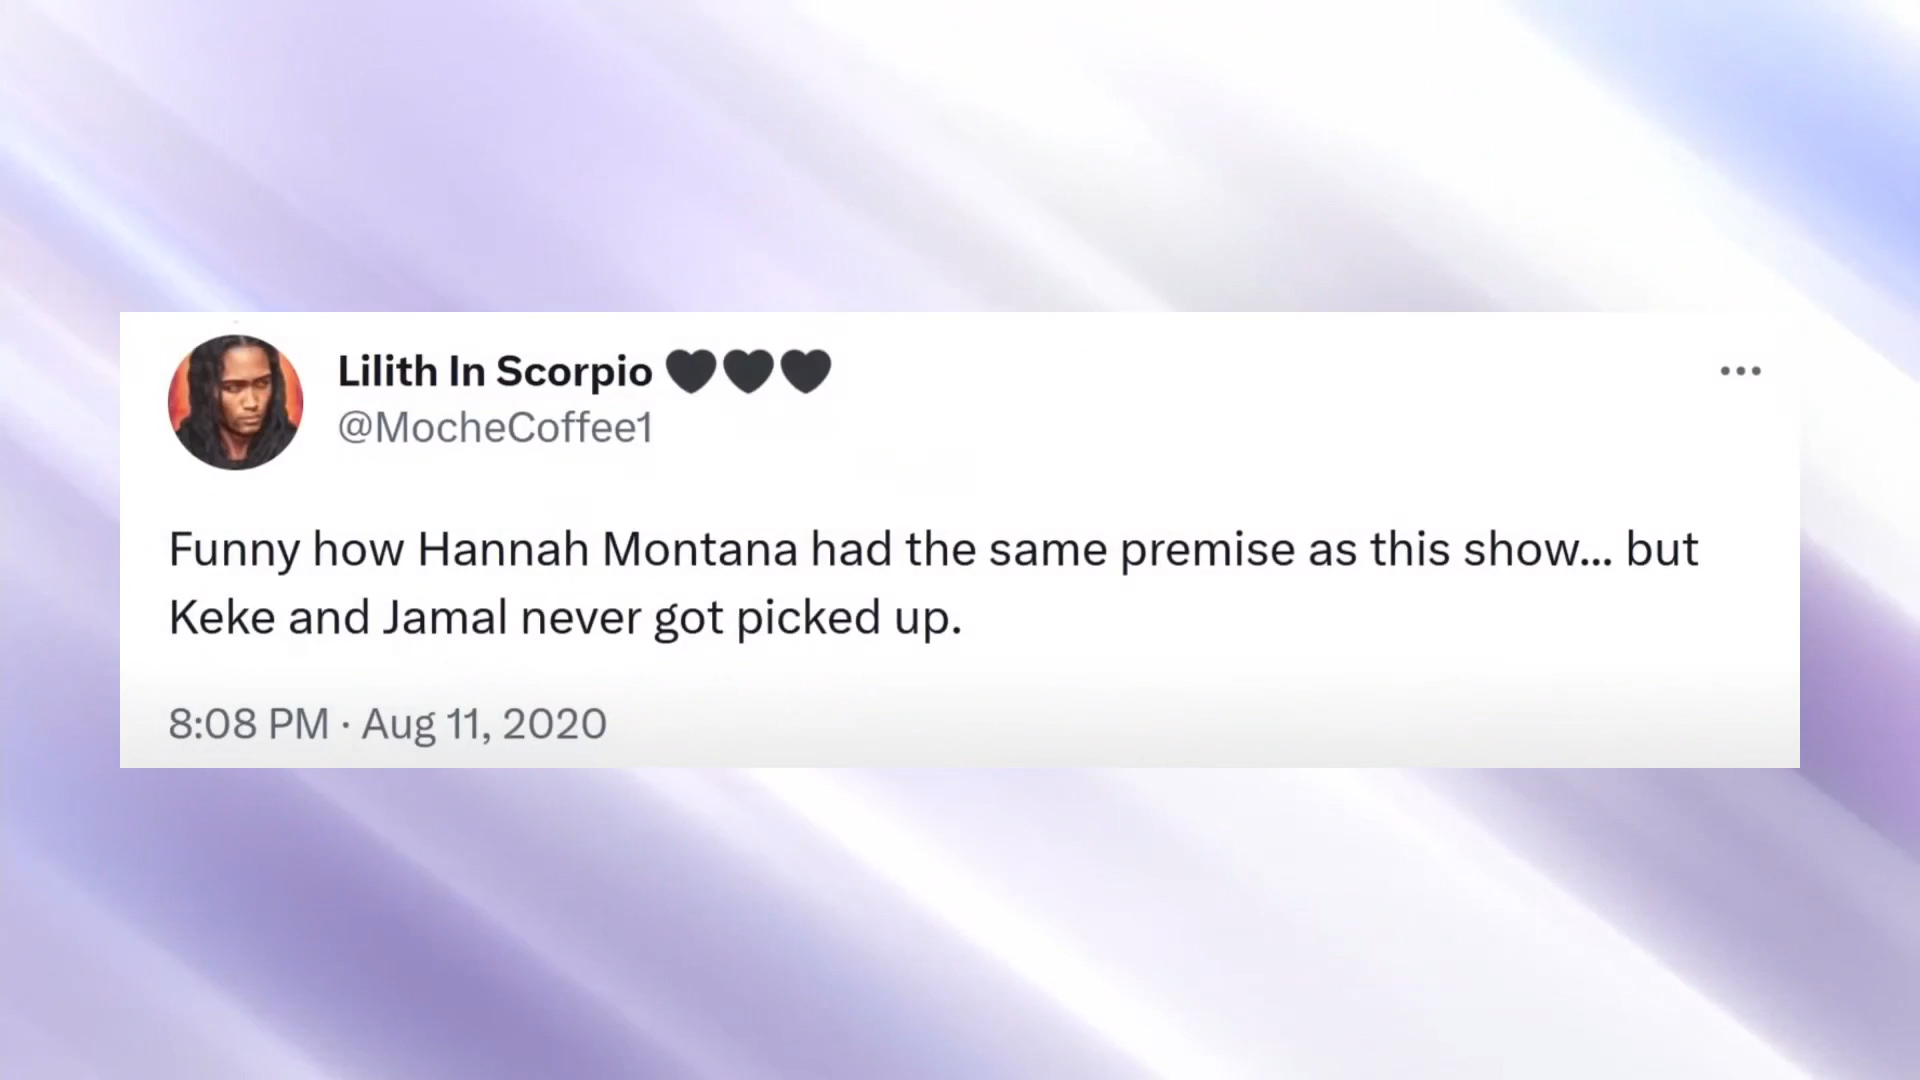 Lilith In Scorpio 🖤🖤🖤
@MocheCoffee1
Funny how Hannah Montana had the same premise as this show... but
Keke and Jamal never got picked up.
8:08 PM · Aug 11, 2020